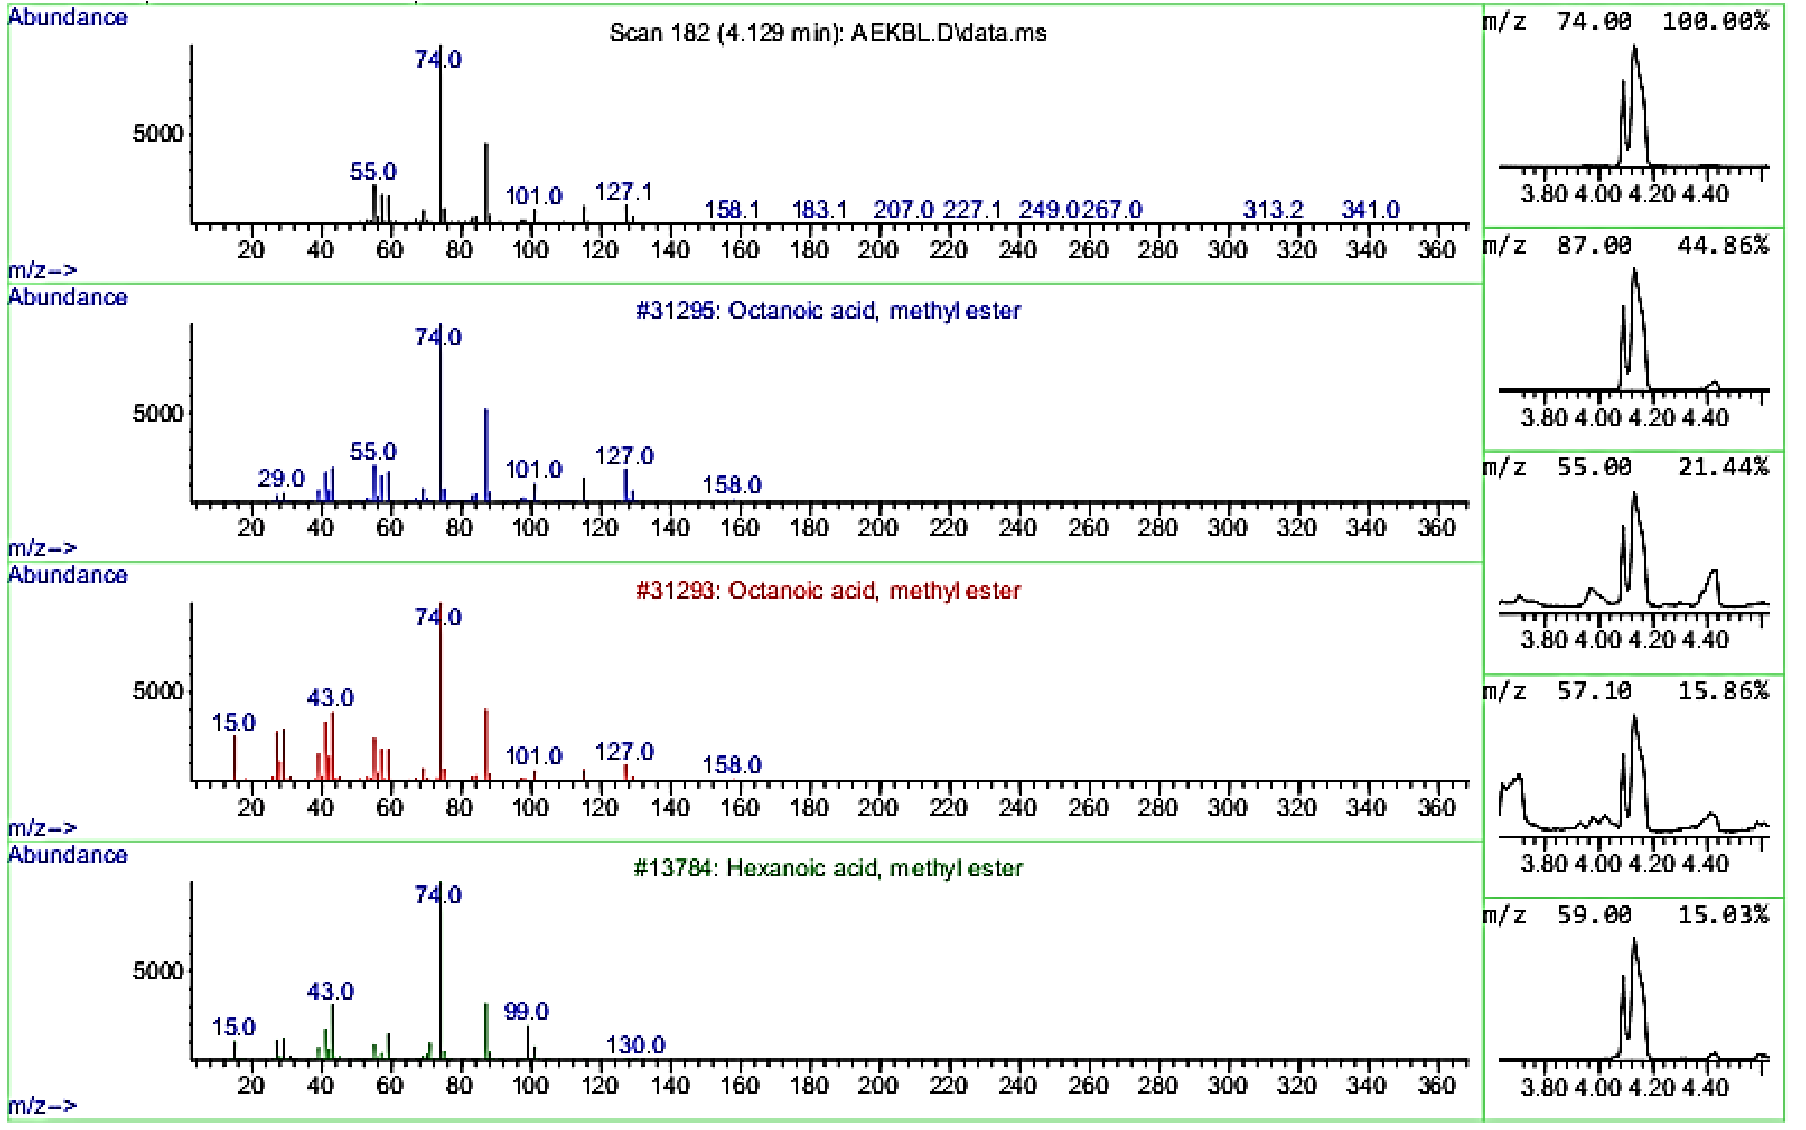 Abundance
Scan 182 (4.129 min): AEKBL.D\data.ms
74.0
5000
55.0
101.0 127.1
158.1 183.1 207.0 227.1 249.0 267.0 313.2 341.0
20 40 60 80 100 120 140 160 180 200 220 240 260 280 300 320 340 360
m/z-->
Abundance
#31295: Octanoic acid, methyl ester
74.0
5000
55.0
29.0 101.0 127.0 158.0
20 40 60 80 100 120 140 160 180 200 220 240 260 280 300 320 340 360
m/z-->
Abundance
#31293: Octanoic acid, methyl ester
74.0
5000
43.0
15.0 101.0 127.0 158.0
20 40 60 80 100 120 140 160 180 200 220 240 260 280 300 320 340 360
m/z-->
Abundance
#13784: Hexanoic acid, methyl ester
74.0
5000
43.0
15.0 99.0
130.0
20 40 60 80 100 120 140 160 180 200 220 240 260 280 300 320 340 360
m/z-->
m/z 74.00 100.00%
3.80 4.00 4.20 4.40
m/z 87.00 44.86%
3.80 4.00 4.20 4.40
m/z 55.00 21.44%
3.80 4.00 4.20 4.40
m/z 57.10 15.86%
3.80 4.00 4.20 4.40
m/z 59.00 15.03%
3.80 4.00 4.20 4.40